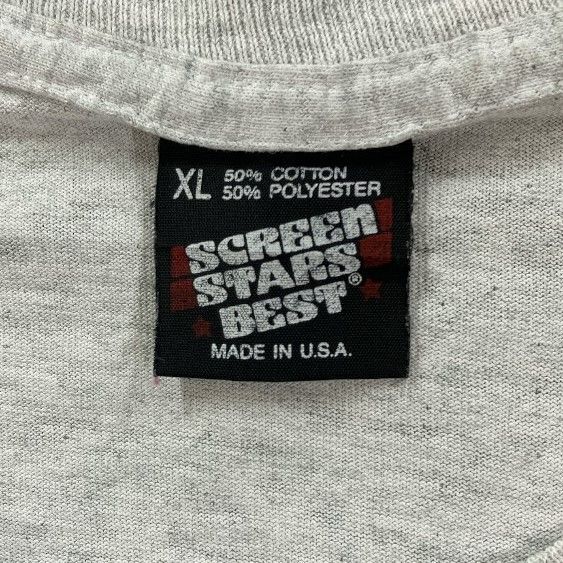 XL 50% COTTON
50% POLYESTER
SCREEN
STARS
BEST®
MADE IN U.S.A.